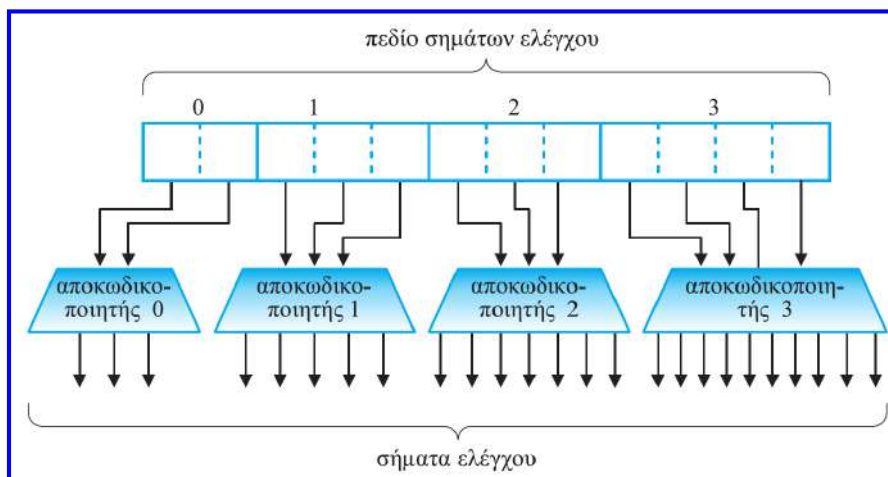 πεδίο σημάτων ελέγχου
0 1 2 3
αποκωδικο-
ποιητής 0
αποκωδικο-
ποιητής 1
αποκωδικο-
ποιητής 2
αποκωδικοποιη-
τής 3
σήματα ελέγχου